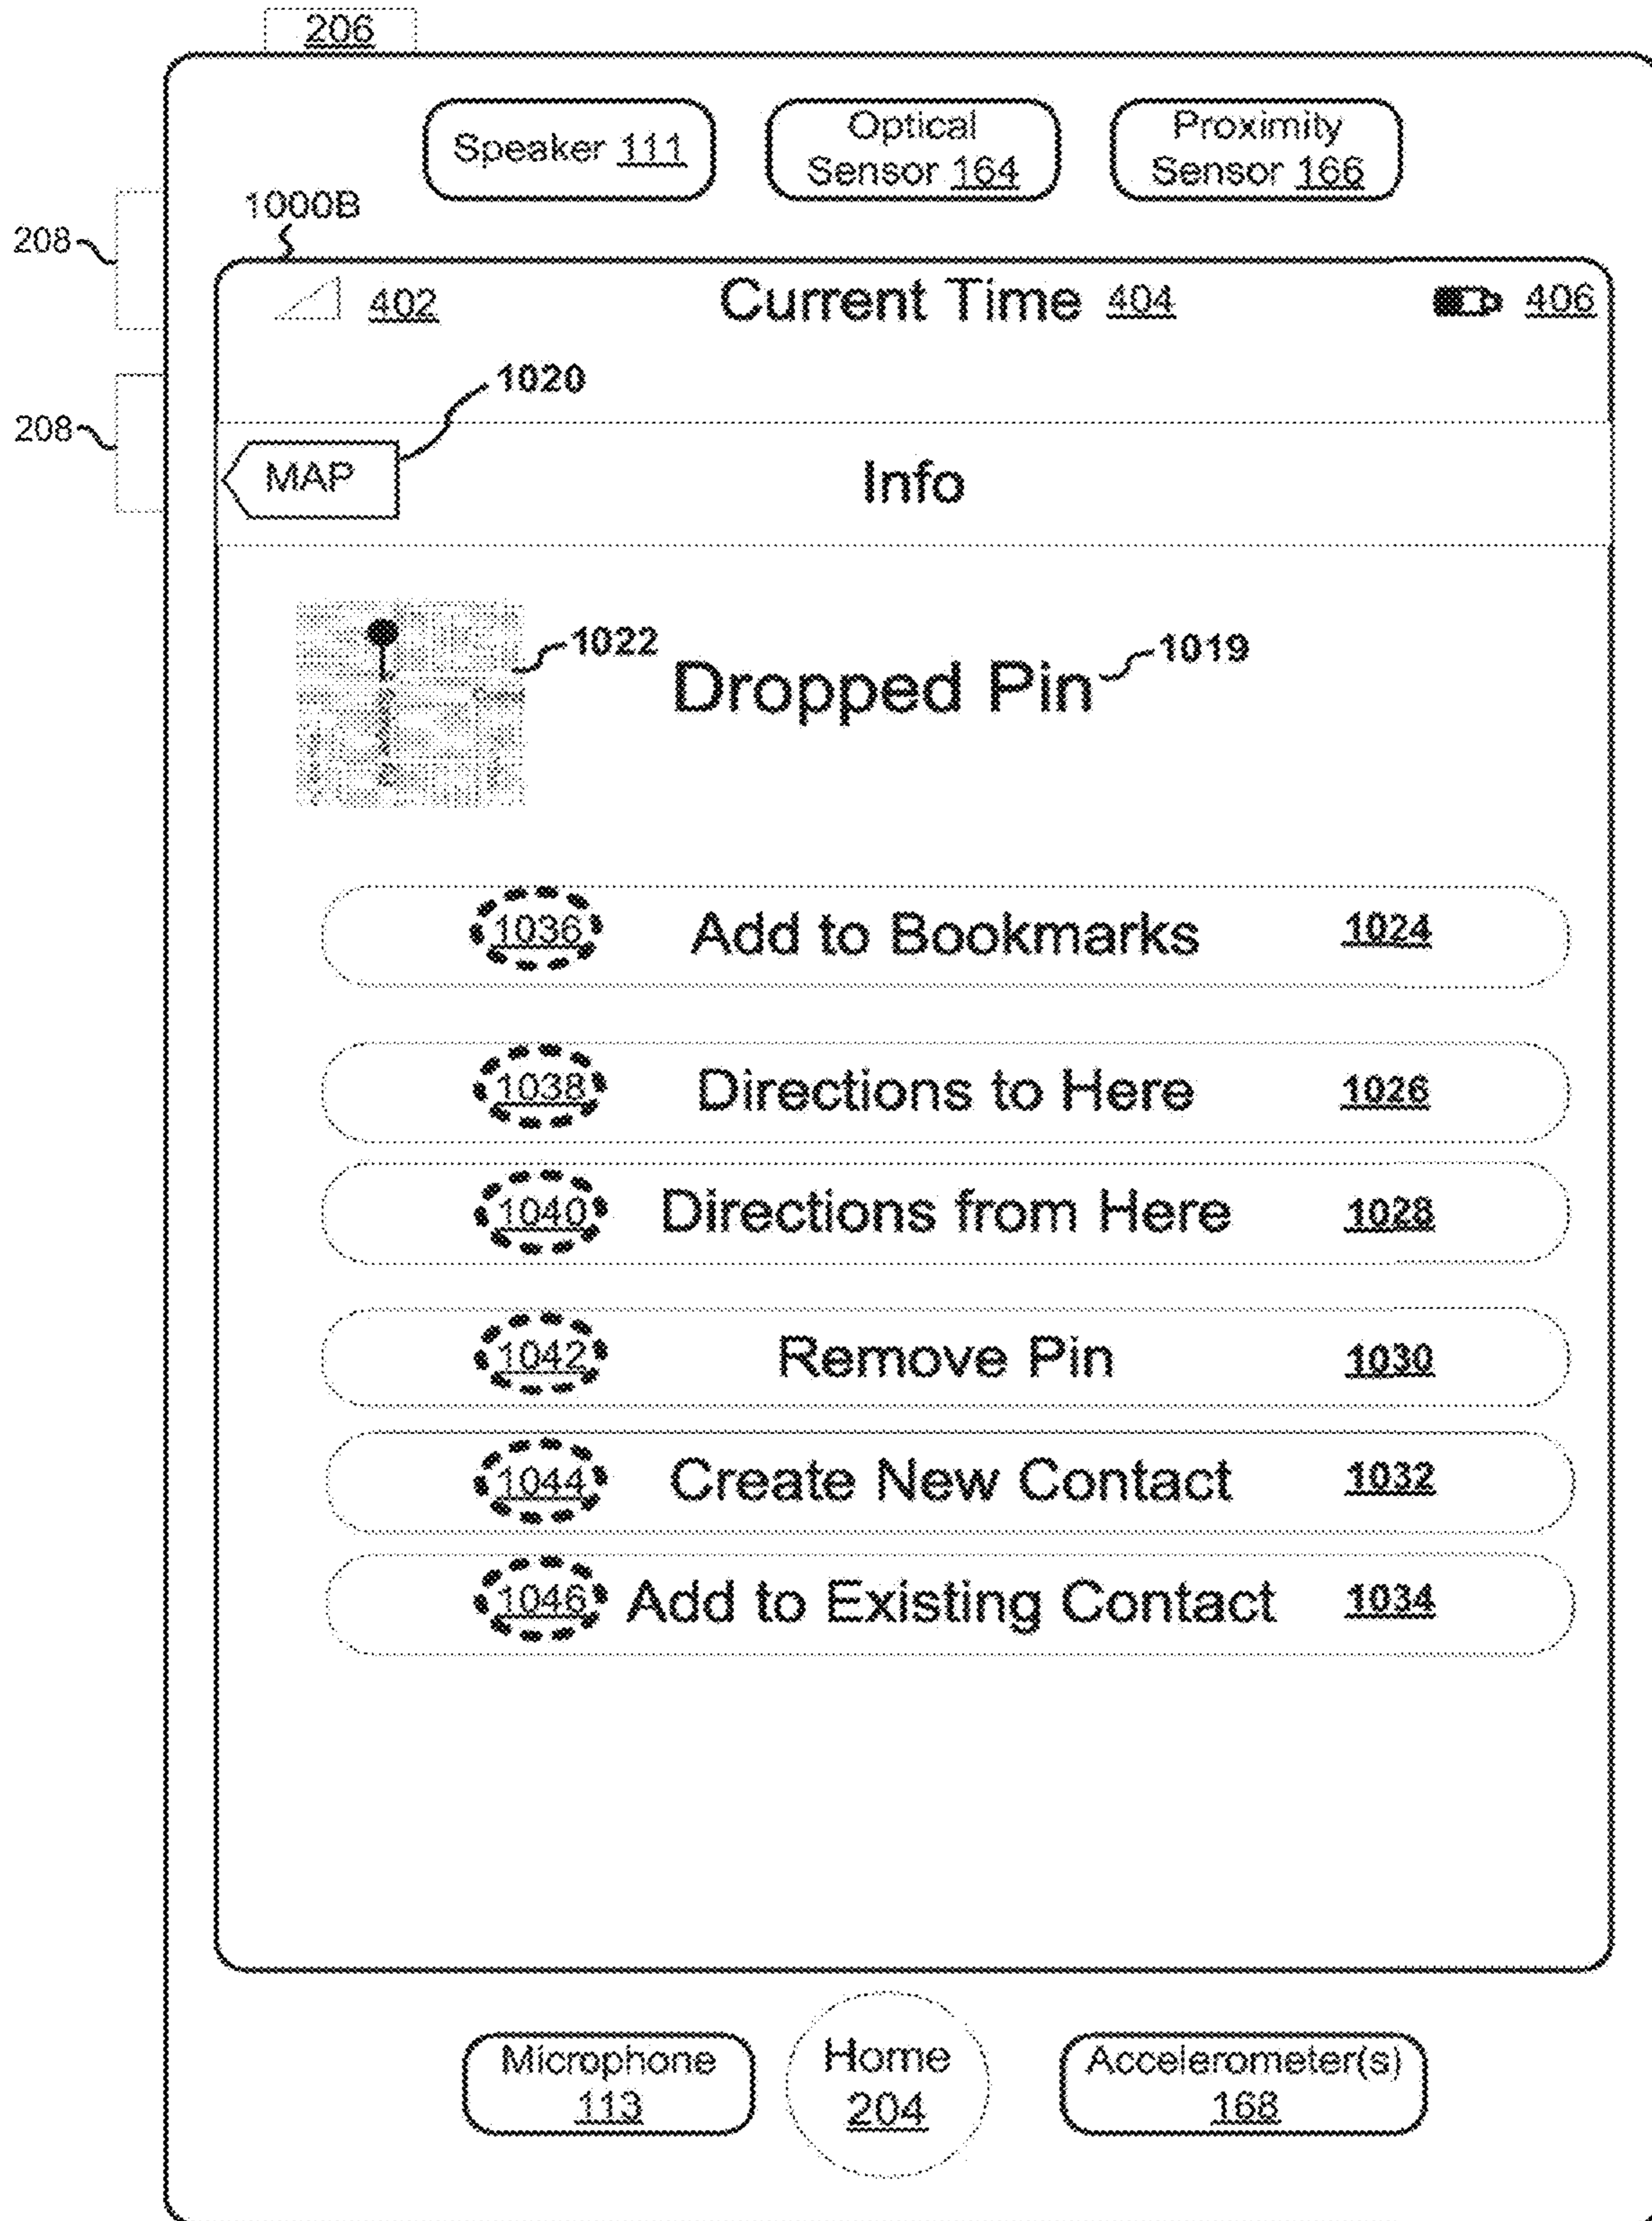 206
Speaker 111
Optical
Sensor 164
Proximity
Sensor 166
1000B
208
402 Current Time 404 406
1020
208
MAP Info
1022 Dropped Pin 1019
1036 Add to Bookmarks 1024
1038 Directions to Here 1026
1040 Directions from Here 1028
1042 Remove Pin 1030
1044 Create New Contact 1032
1046 Add to Existing Contact 1034
Microphone
113
Home
204
Accelerometer(s)
168